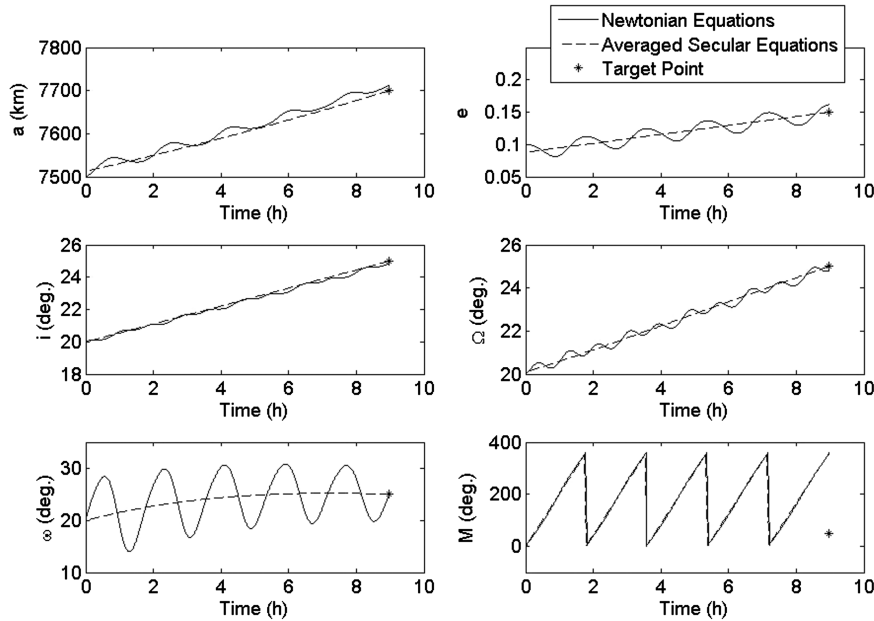 Newtonian Equations
Averaged Secular Equations
Target Point
7800
7700
7600
7500
a (km)
0 2 4 6 8 10
Time (h)
0.2
0.15
0.1
0.05
e
0 2 4 6 8 10
Time (h)
26
24
22
20
18
i (deg.)
0 2 4 6 8 10
Time (h)
26
24
22
20
Ω (deg.)
0 2 4 6 8 10
Time (h)
30
20
10
ω (deg.)
0 2 4 6 8 10
Time (h)
400
200
0
M (deg.)
0 2 4 6 8 10
Time (h)